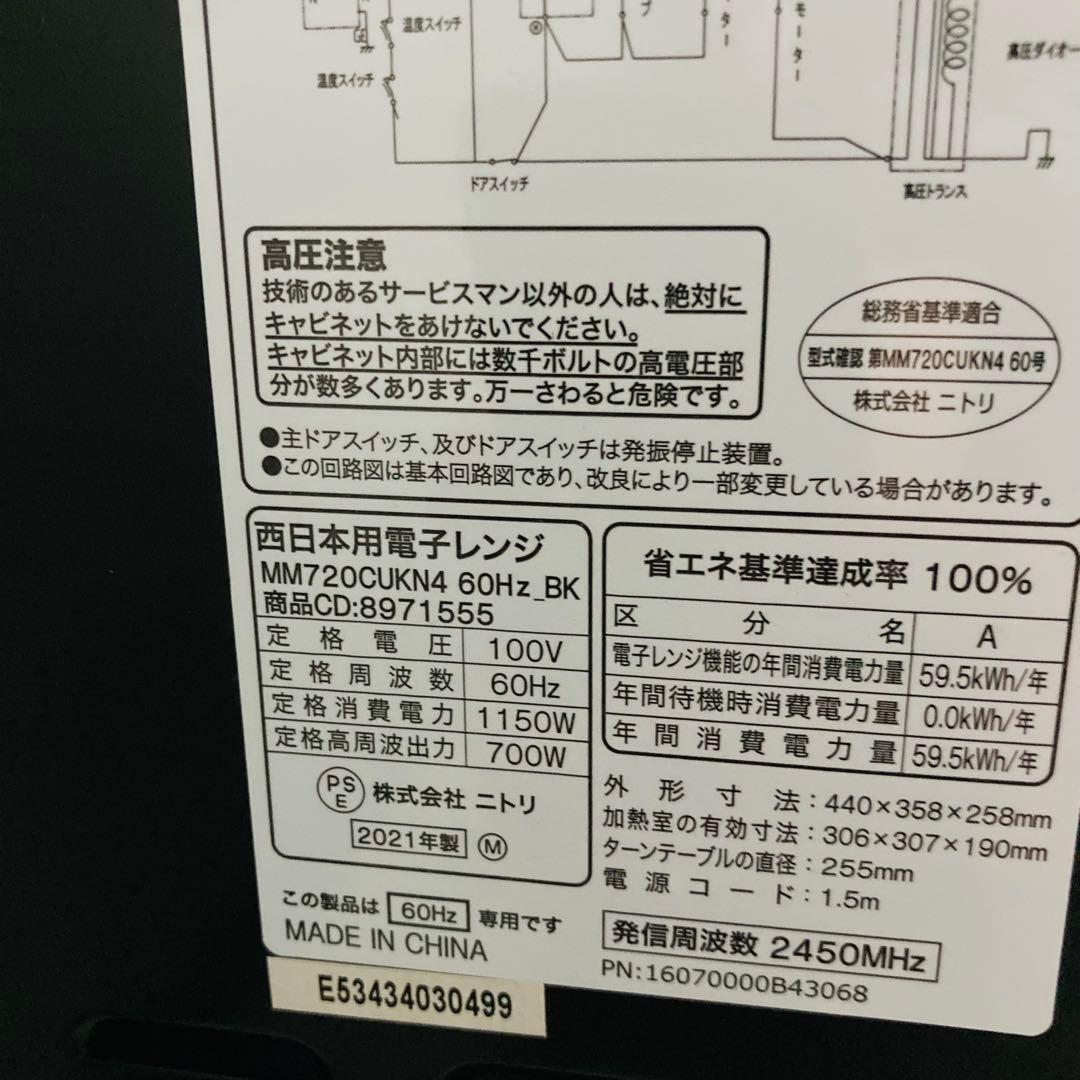 温度スイッチ
プ
ター
モーター
高圧ダイオー
温度スイッチ
ドアスイッチ
高圧トランス
高圧注意
技術のあるサービスマン以外の人は、絶対に
キャビネットをあけないでください。
キャビネット内部には数千ボルトの高電圧部
分が数多くあります。万一さわると危険です。
総務省基準適合
型式確認 第MM720CUKN4 60号
株式会社 ニトリ
●主ドアスイッチ、及びドアスイッチは発振停止装置。
●この回路図は基本回路図であり、改良により一部変更している場合があります。
西日本用電子レンジ
MM720CUKN4 60Hz_BK
商品CD:8971555
定格電圧 100V
定格周波数 60Hz
定格消費電力 1150W
定格高周波出力 700W
PS
E
株式会社 ニトリ
2021年製 M
この製品は 60Hz 専用です
MADE IN CHINA
E53434030499
省エネ基準達成率 100%
区分名 A
電子レンジ機能の年間消費電力量 59.5kWh/年
年間待機時消費電力量 0.0kWh/年
年間消費電力量 59.5kWh/年
外形寸法：440×358×258mm
加熱室の有効寸法：306×307×190mm
ターンテーブルの直径：255mm
電源コード：1.5m
発信周波数 2450MHz
PN:16070000B43068